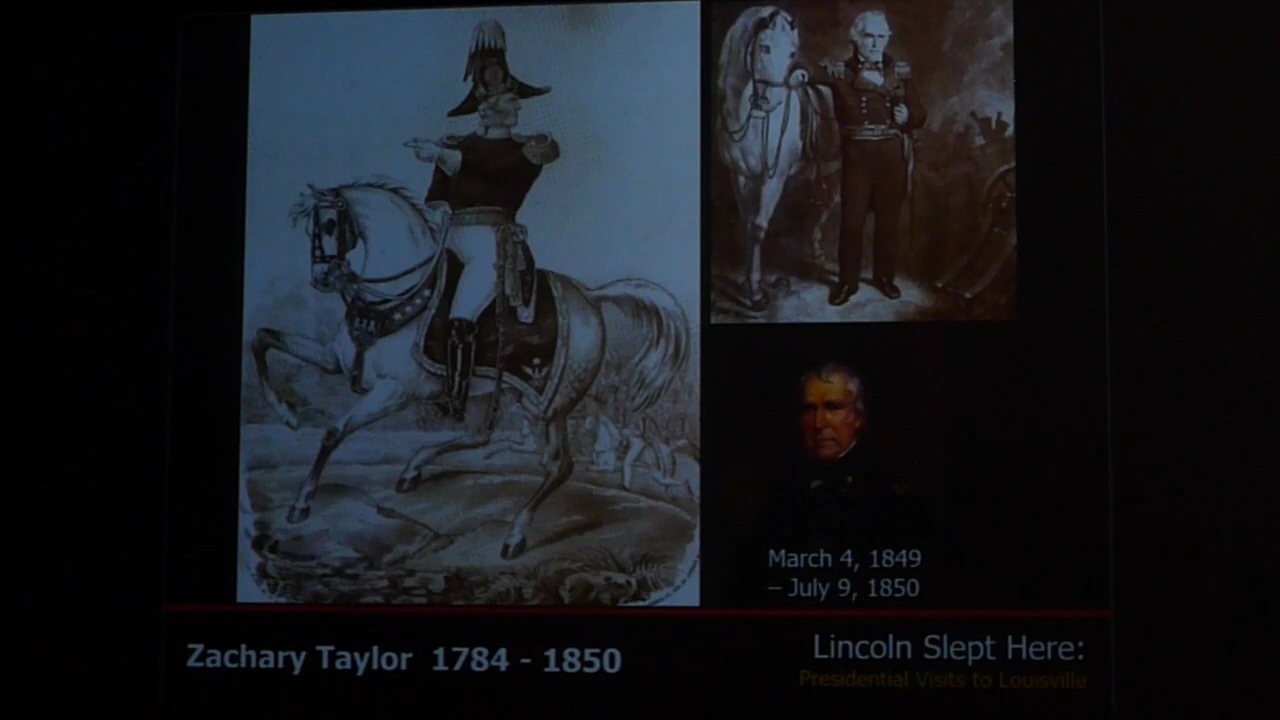 March 4, 1849
– July 9, 1850
Zachary Taylor 1784 - 1850
Lincoln Slept Here:
Presidential Visits to Louisville